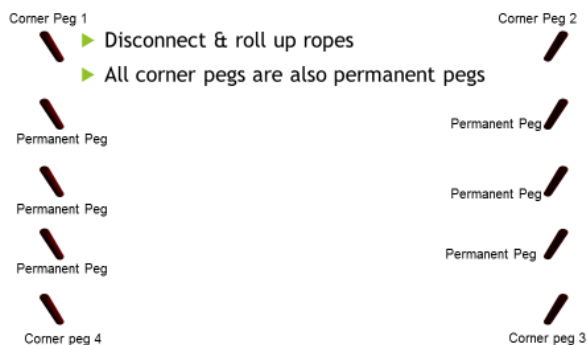 Corner Peg 1
Corner Peg 2
Disconnect & roll up ropes
All corner pegs are also permanent pegs
Permanent Peg
Permanent Peg
Permanent Peg
Permanent Peg
Permanent Peg
Permanent Peg
Corner peg 4
Corner peg 3